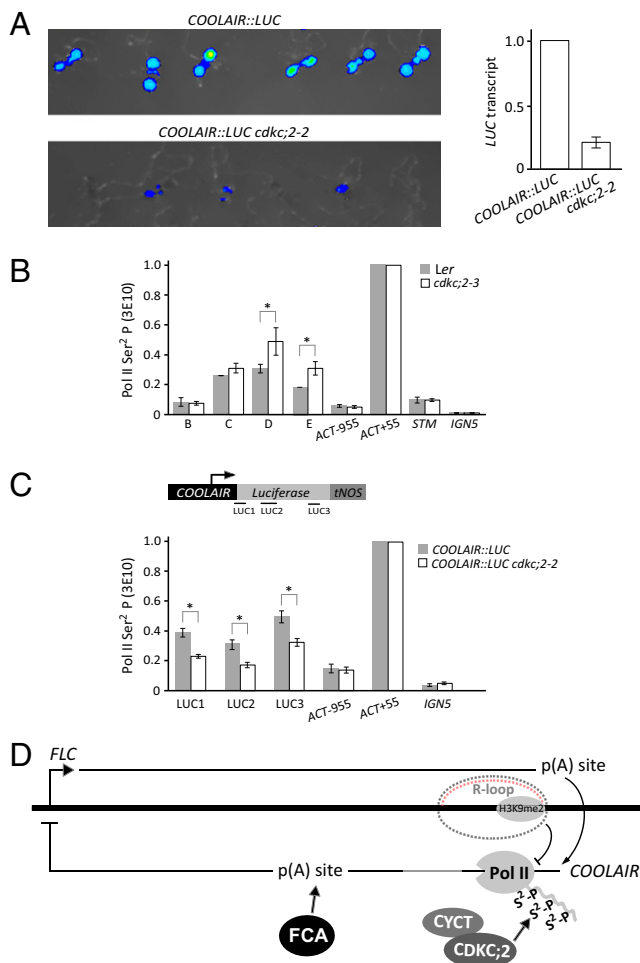 A
COOLAIR::LUC
COOLAIR::LUC cdkc;2-2
LUC transcript
1.0
0.5
0
COOLAIR::LUC
COOLAIR::LUC
cdkc;2-2
B
Pol II Ser² P (3E10)
1.0
0.8
0.6
0.4
0.2
0
Ler
cdkc;2-3
*
*
B C D E ACT-955 ACT+55 STM IGN5
C
COOLAIR Luciferase tNOS
LUC1 LUC2 LUC3
Pol II Ser² P (3E10)
1.0
0.8
0.6
0.4
0.2
0
COOLAIR::LUC
COOLAIR::LUC cdkc;2-2
*
*
*
LUC1 LUC2 LUC3 ACT-955 ACT+55 IGN5
D
FLC
p(A) site
R-loop
H3K9me2
p(A) site
Pol II
COOLAIR
S²-P
S²-P
S²-P
FCA
CYCT
CDKC;2